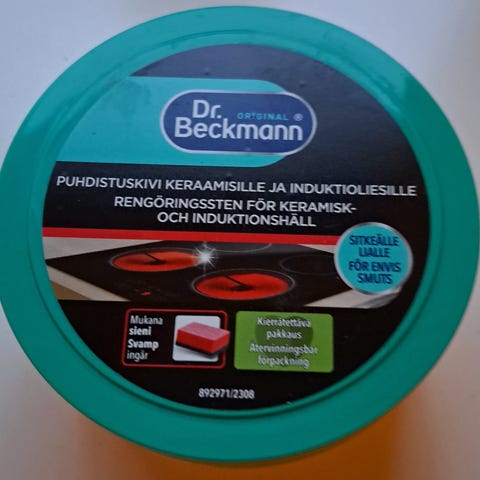 Dr.
ORIGINAL ®
Beckmann
PUHDISTUSKIVI KERAAMISILLE JA INDUKTIOLIESILLE
RENGÖRINGSSTEN FÖR KERAMISK-
OCH INDUKTIONSHÄLL
SITKEÄLLE
LIALLE
FÖR ENVIS
SMUTS
Mukana
sieni
Svamp
ingår
Kierrätettävä
pakkaus
Återvinningsbar
förpackning
892971/2308